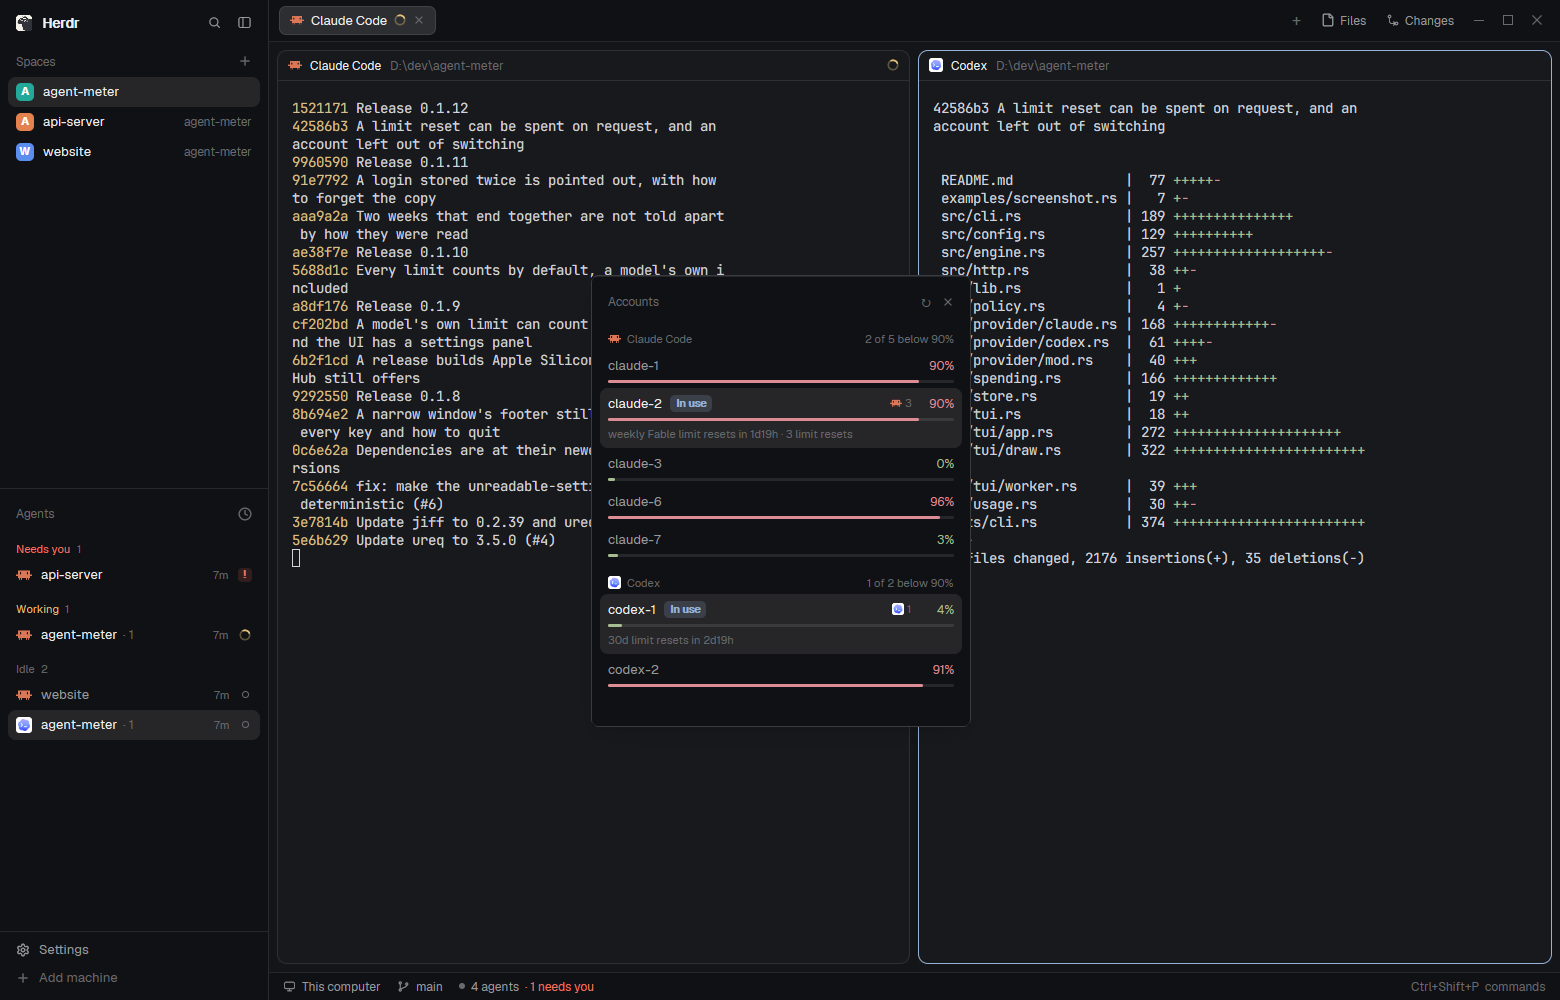 Herdr
Spaces
A agent-meter
A api-server agent-meter
W website agent-meter
Agents
Needs you 1
api-server 7m !
Working 1
agent-meter · 1 7m
Idle 2
website 7m
agent-meter · 1 7m
Settings
Add machine
Claude Code
Files
Changes
Claude Code D:\dev\agent-meter
1521171 Release 0.1.12
42586b3 A limit reset can be spent on request, and an
account left out of switching
9960590 Release 0.1.11
91e7792 A login stored twice is pointed out, with how
to forget the copy
aaa9a2a Two weeks that end together are not told apart
by how they were read
ae38f7e Release 0.1.10
5688d1c Every limit counts by default, a model's own i
ncluded
a8df176 Release 0.1.9
cf202bd A model's own limit can count
nd the UI has a settings panel
6b2f1cd A release builds Apple Silicon
Hub still offers
9292550 Release 0.1.8
8b694e2 A narrow window's footer still
every key and how to quit
0c6e62a Dependencies are at their newe
rsions
7c56664 fix: make the unreadable-setti
deterministic (#6)
3e7814b Update jiff to 0.2.39 and ureq
5e6b629 Update ureq to 3.5.0 (#4)
Codex D:\dev\agent-meter
42586b3 A limit reset can be spent on request, and an
account left out of switching
README.md | 77 +++++-
examples/screenshot.rs | 7 +-
src/cli.rs | 189 +++++++++++++++
src/config.rs | 129 ++++++++++
src/engine.rs | 257 +++++++++++++++++++-
src/http.rs | 38 ++-
/lib.rs | 1 +
/policy.rs | 4 +-
/provider/claude.rs | 168 ++++++++++++-
/provider/codex.rs | 61 ++++-
/provider/mod.rs | 40 +++
/spending.rs | 166 +++++++++++++
/store.rs | 19 ++
/tui.rs | 18 ++
/tui/app.rs | 272 +++++++++++++++++++++
/tui/draw.rs | 322 ++++++++++++++++++++++++
/tui/worker.rs | 39 +++
/usage.rs | 30 ++-
s/cli.rs | 374 ++++++++++++++++++++++++
-
files changed, 2176 insertions(+), 35 deletions(-)
Accounts
Claude Code 2 of 5 below 90%
claude-1 90%
claude-2 In use 3 90%
weekly Fable limit resets in 1d19h · 3 limit resets
claude-3 0%
claude-6 96%
claude-7 3%
Codex 1 of 2 below 90%
codex-1 In use 1 4%
30d limit resets in 2d19h
codex-2 91%
This computer
main
4 agents · 1 needs you
Ctrl+Shift+P commands